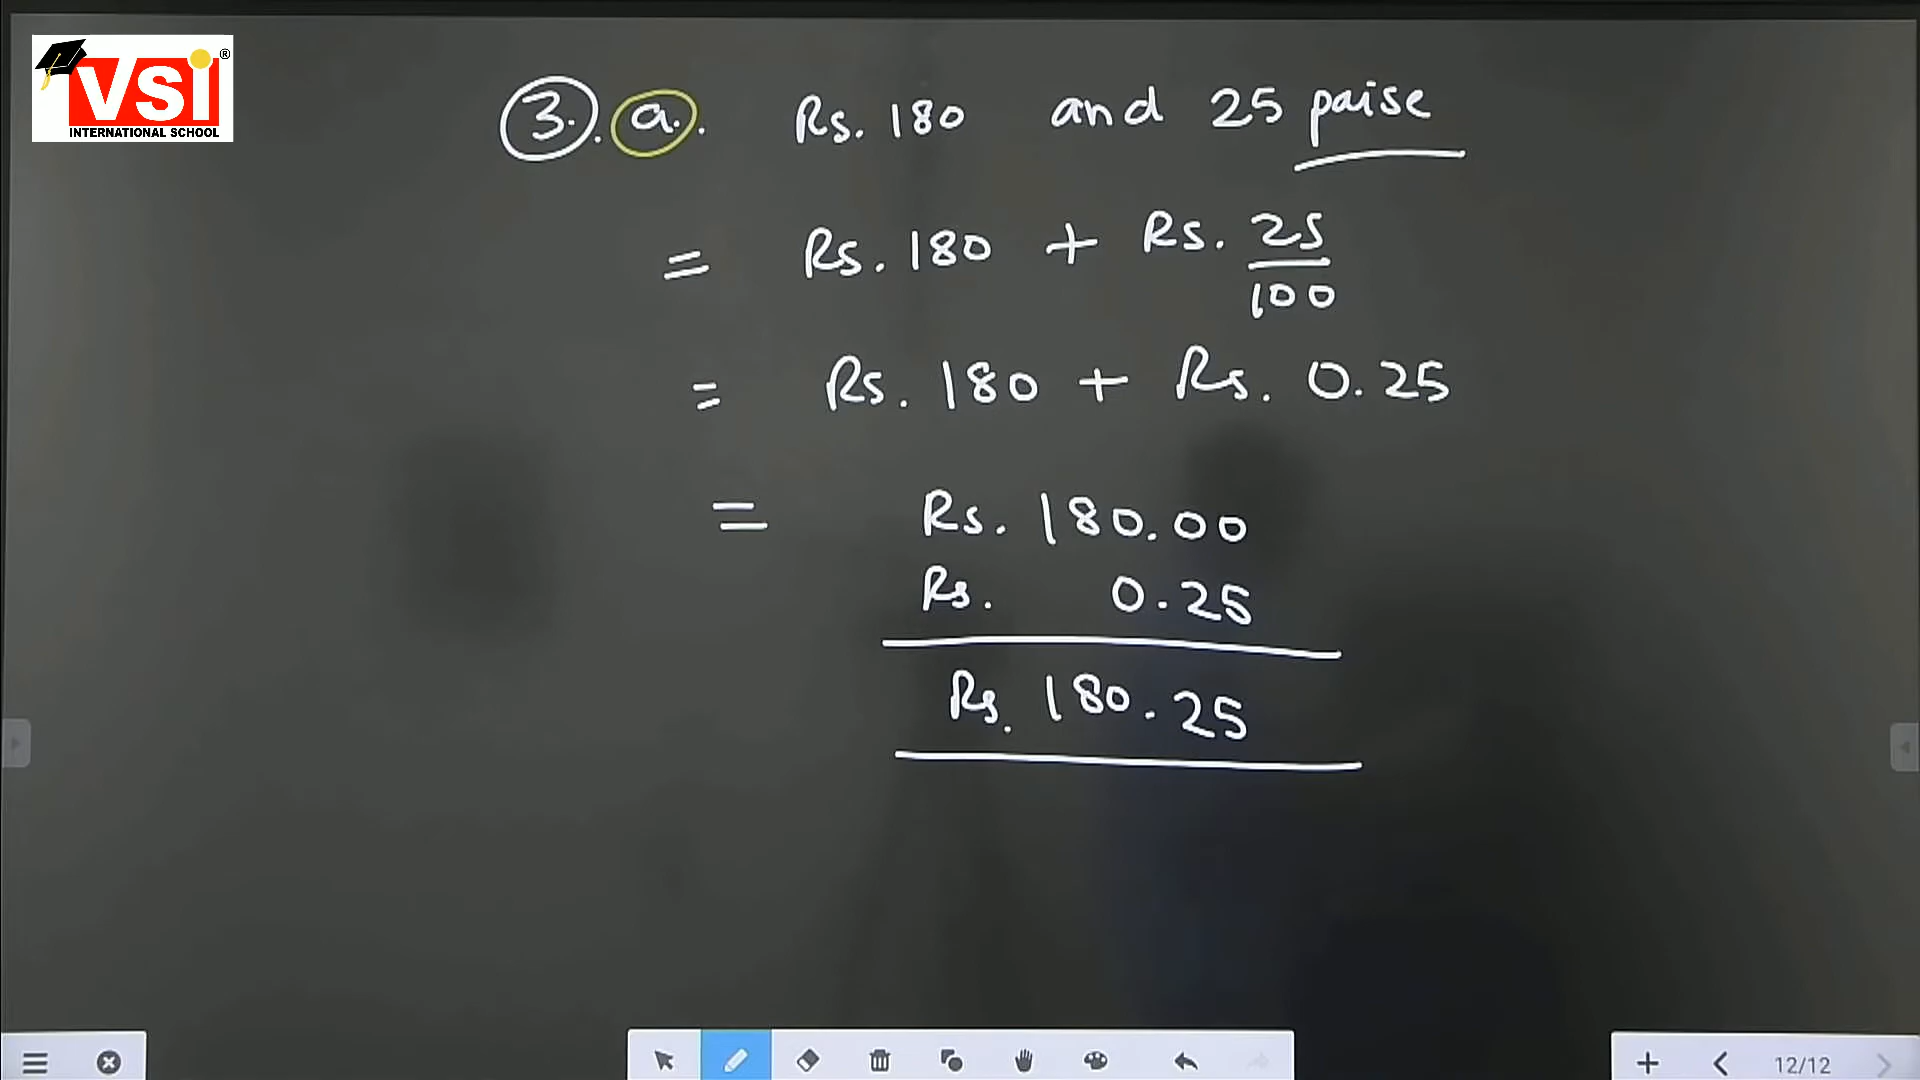 VSI ®
INTERNATIONAL SCHOOL
3. a. Rs. 180 and 25 paise
= Rs. 180 + Rs. 25/100
= Rs. 180 + Rs. 0.25
= Rs. 180.00
Rs. 0.25
Rs. 180.25
12/12